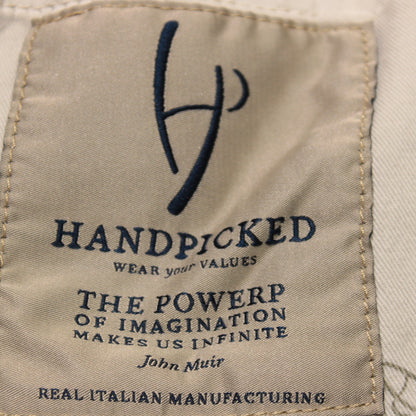 HANDPICKED
WEAR your VALUES
THE POWERP
OF IMAGINATION
MAKES US INFINITE
John Muir
REAL ITALIAN MANUFACTURING